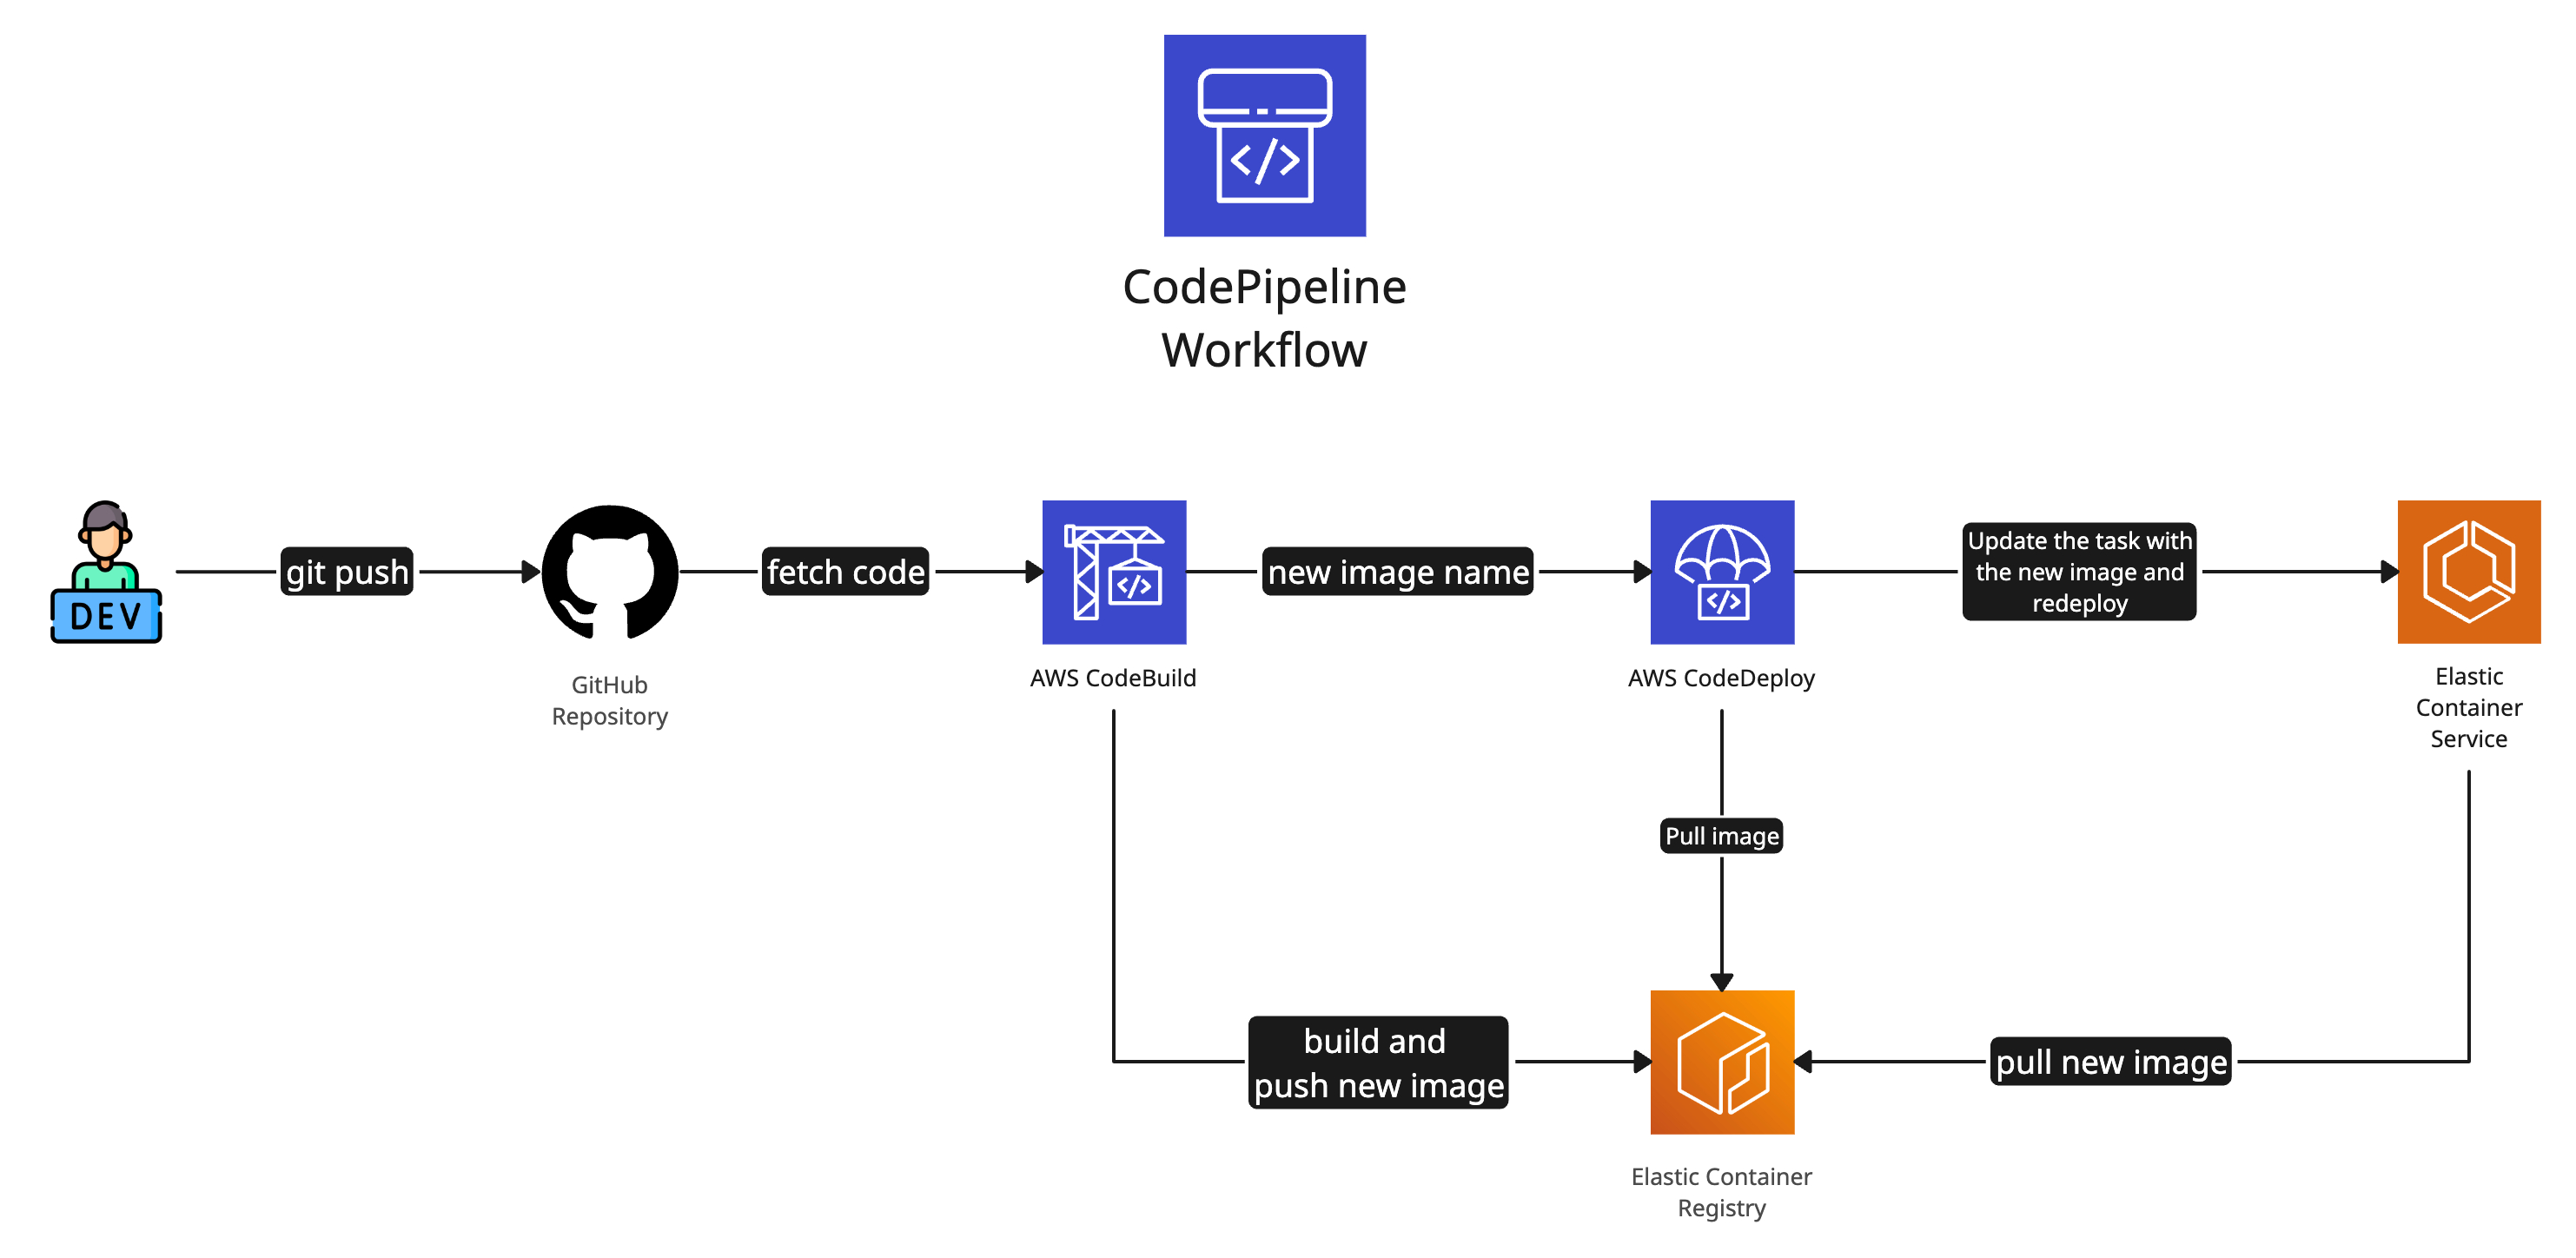 CodePipeline
Workflow
DEV
git push
GitHub
Repository
fetch code
AWS CodeBuild
new image name
AWS CodeDeploy
Update the task with
the new image and
redeploy
Elastic
Container
Service
Pull image
build and
push new image
pull new image
Elastic Container
Registry